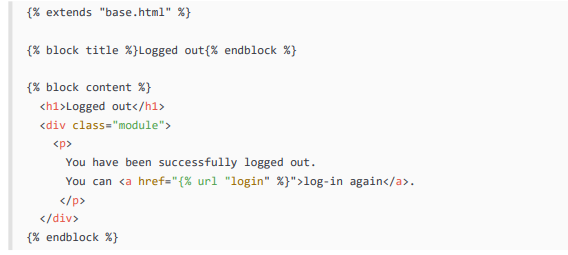 {% extends "base.html" %}
{% block title %}Logged out{% endblock %}
{% block content %}
<h1>Logged out</h1>
<div class="module">
<p>
You have been successfully logged out.
You can <a href="{% url "login" %}">log-in again</a>.
</p>
</div>
{% endblock %}